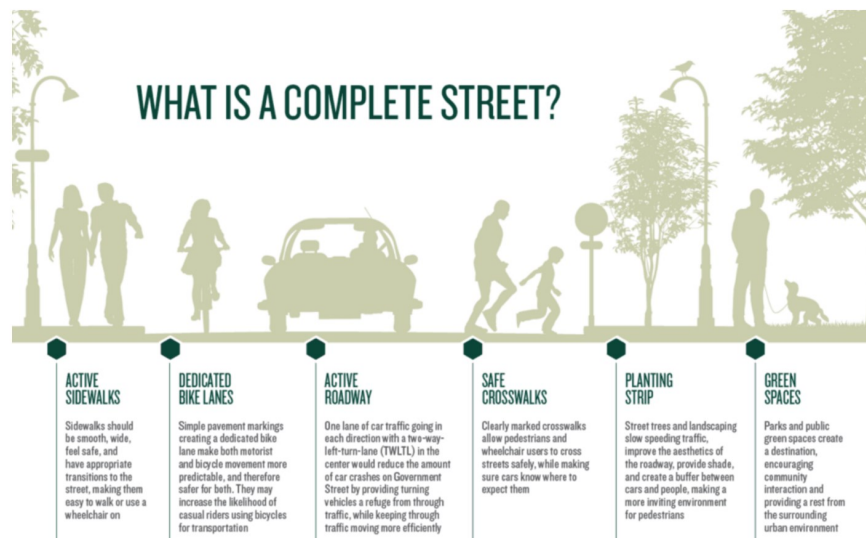 WHAT IS A COMPLETE STREET?
ACTIVE
SIDEWALKS
Sidewalks should
be smooth, wide,
feel safe, and
have appropriate
transitions to the
street, making them
easy to walk or use a
wheelchair on
DEDICATED
BIKE LANES
Simple pavement markings
creating a dedicated bike
lane make both motorist
and bicycle movement more
predictable, and therefore
safer for both. They may
increase the likelihood of
casual riders using bicycles
for transportation
ACTIVE
ROADWAY
One lane of car traffic going in
each direction with a two-way-
left-turn-lane (TWLTL) in the
center would reduce the amount
of car crashes on Government
Street by providing turning
vehicles a refuge from through
traffic, while keeping through
traffic moving more efficiently
SAFE
CROSSWALKS
Clearly marked crosswalks
allow pedestrians and
wheelchair users to cross
streets safely, while making
sure cars know where to
expect them
PLANTING
STRIP
Street trees and landscaping
slow speeding traffic,
improve the aesthetics of
the roadway, provide shade,
and create a buffer between
cars and people, making a
more inviting environment
for pedestrians
GREEN
SPACES
Parks and public
green spaces create
a destination,
encouraging
community
interaction and
providing a rest from
the surrounding
urban environment